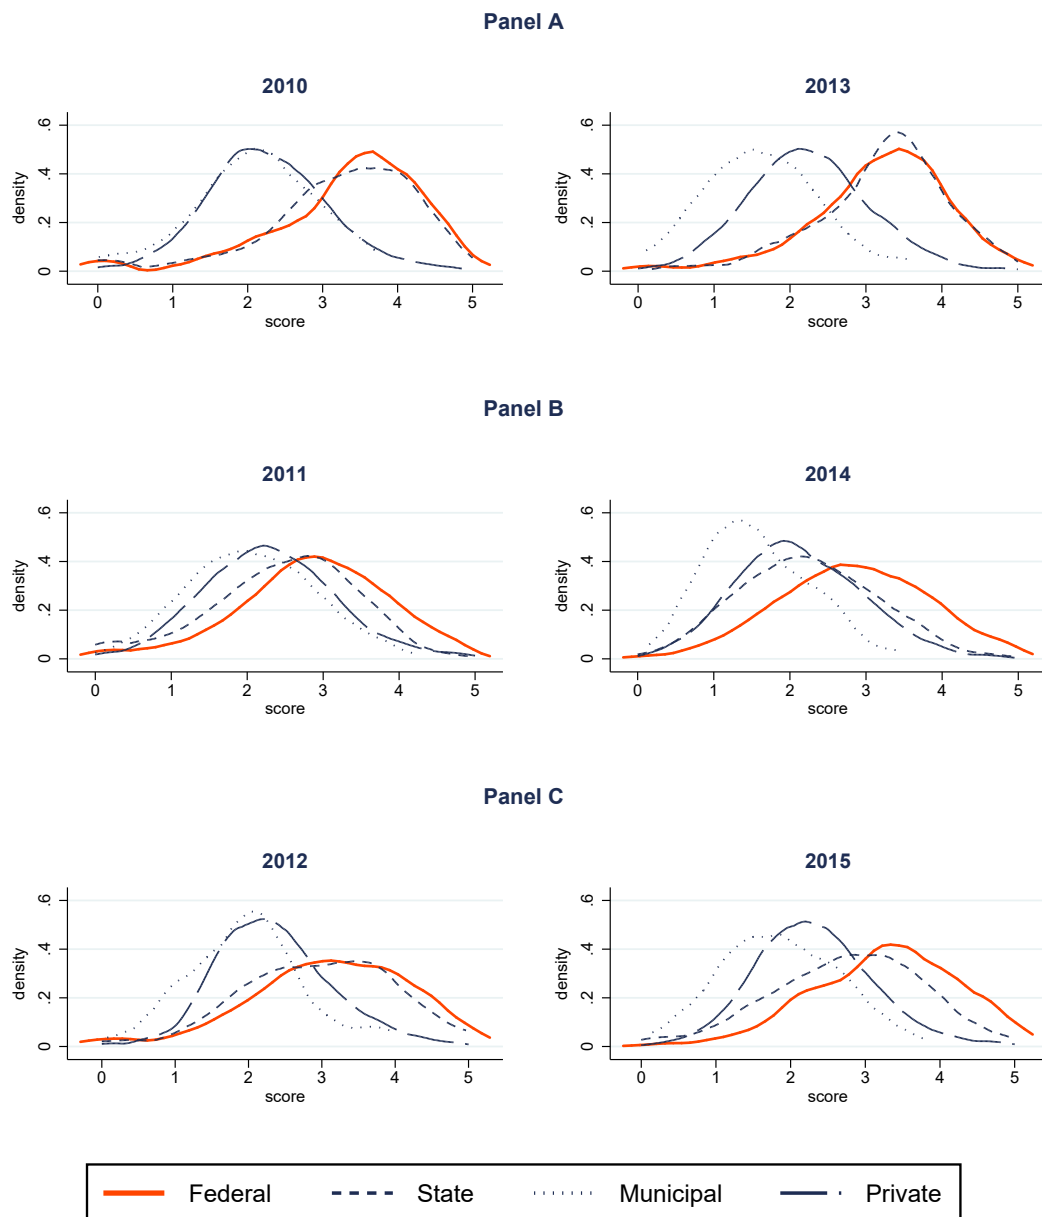 Panel A
2010
2013
.6
.4
.2
0
density
0 1 2 3 4 5
score
.6
.4
.2
0
density
0 1 2 3 4 5
score
Panel B
2011
2014
.6
.4
.2
0
density
0 1 2 3 4 5
score
.6
.4
.2
0
density
0 1 2 3 4 5
score
Panel C
2012
2015
.6
.4
.2
0
density
0 1 2 3 4 5
score
.6
.4
.2
0
density
0 1 2 3 4 5
score
Federal State Municipal Private